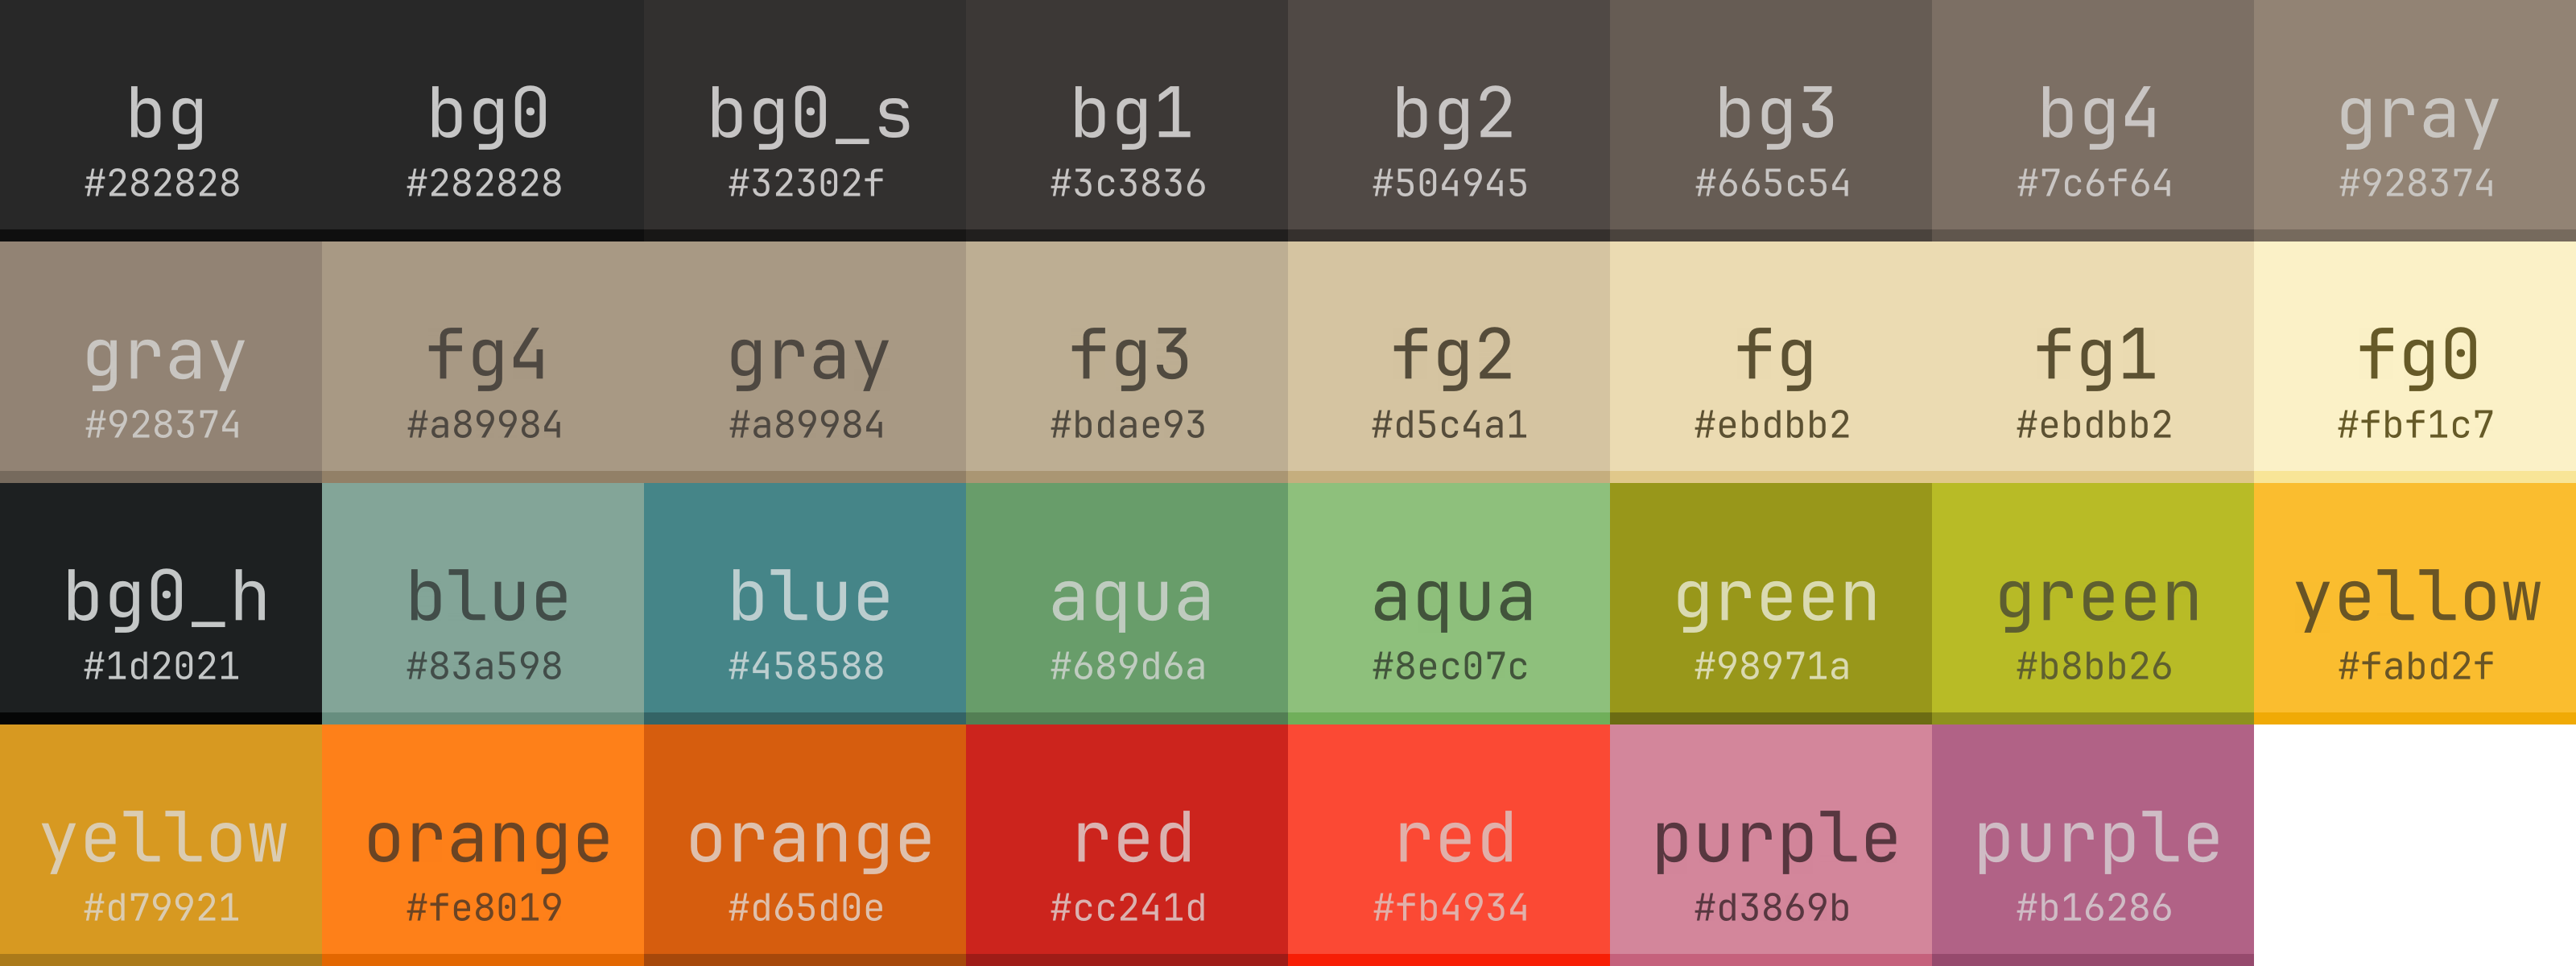 bg bg0 bg0_s bg1 bg2 bg3 bg4 gray
#282828 #282828 #32302f #3c3836 #504945 #665c54 #7c6f64 #928374
gray fg4 gray fg3 fg2 fg fg1 fg0
#928374 #a89984 #a89984 #bdae93 #d5c4a1 #ebdbb2 #ebdbb2 #fbf1c7
bg0_h blue blue aqua aqua green green yellow
#1d2021 #83a598 #458588 #689d6a #8ec07c #98971a #b8bb26 #fabd2f
yellow orange orange red red purple purple
#d79921 #fe8019 #d65d0e #cc241d #fb4934 #d3869b #b16286